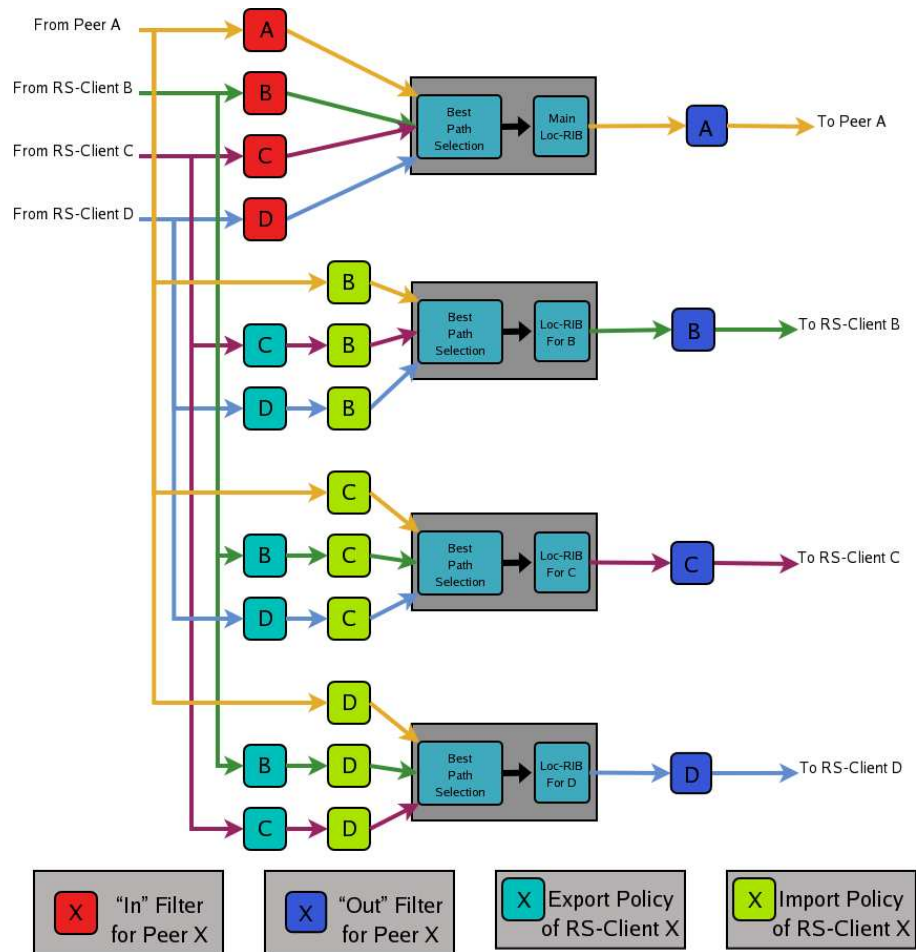 From Peer A
A
From RS-Client B
B
From RS-Client C
C
From RS-Client D
D
Best
Path
Selection
Main
Loc-RIB
A
To Peer A
B
C
B
D
B
Best
Path
Selection
Loc-RIB
For B
B
To RS-Client B
C
B
C
D
C
Best
Path
Selection
Loc-RIB
For C
C
To RS-Client C
D
B
D
C
D
Best
Path
Selection
Loc-RIB
For D
D
To RS-Client D
X
“In” Filter
for Peer X
X
“Out” Filter
for Peer X
X
Export Policy
of RS-Client X
X
Import Policy
of RS-Client X